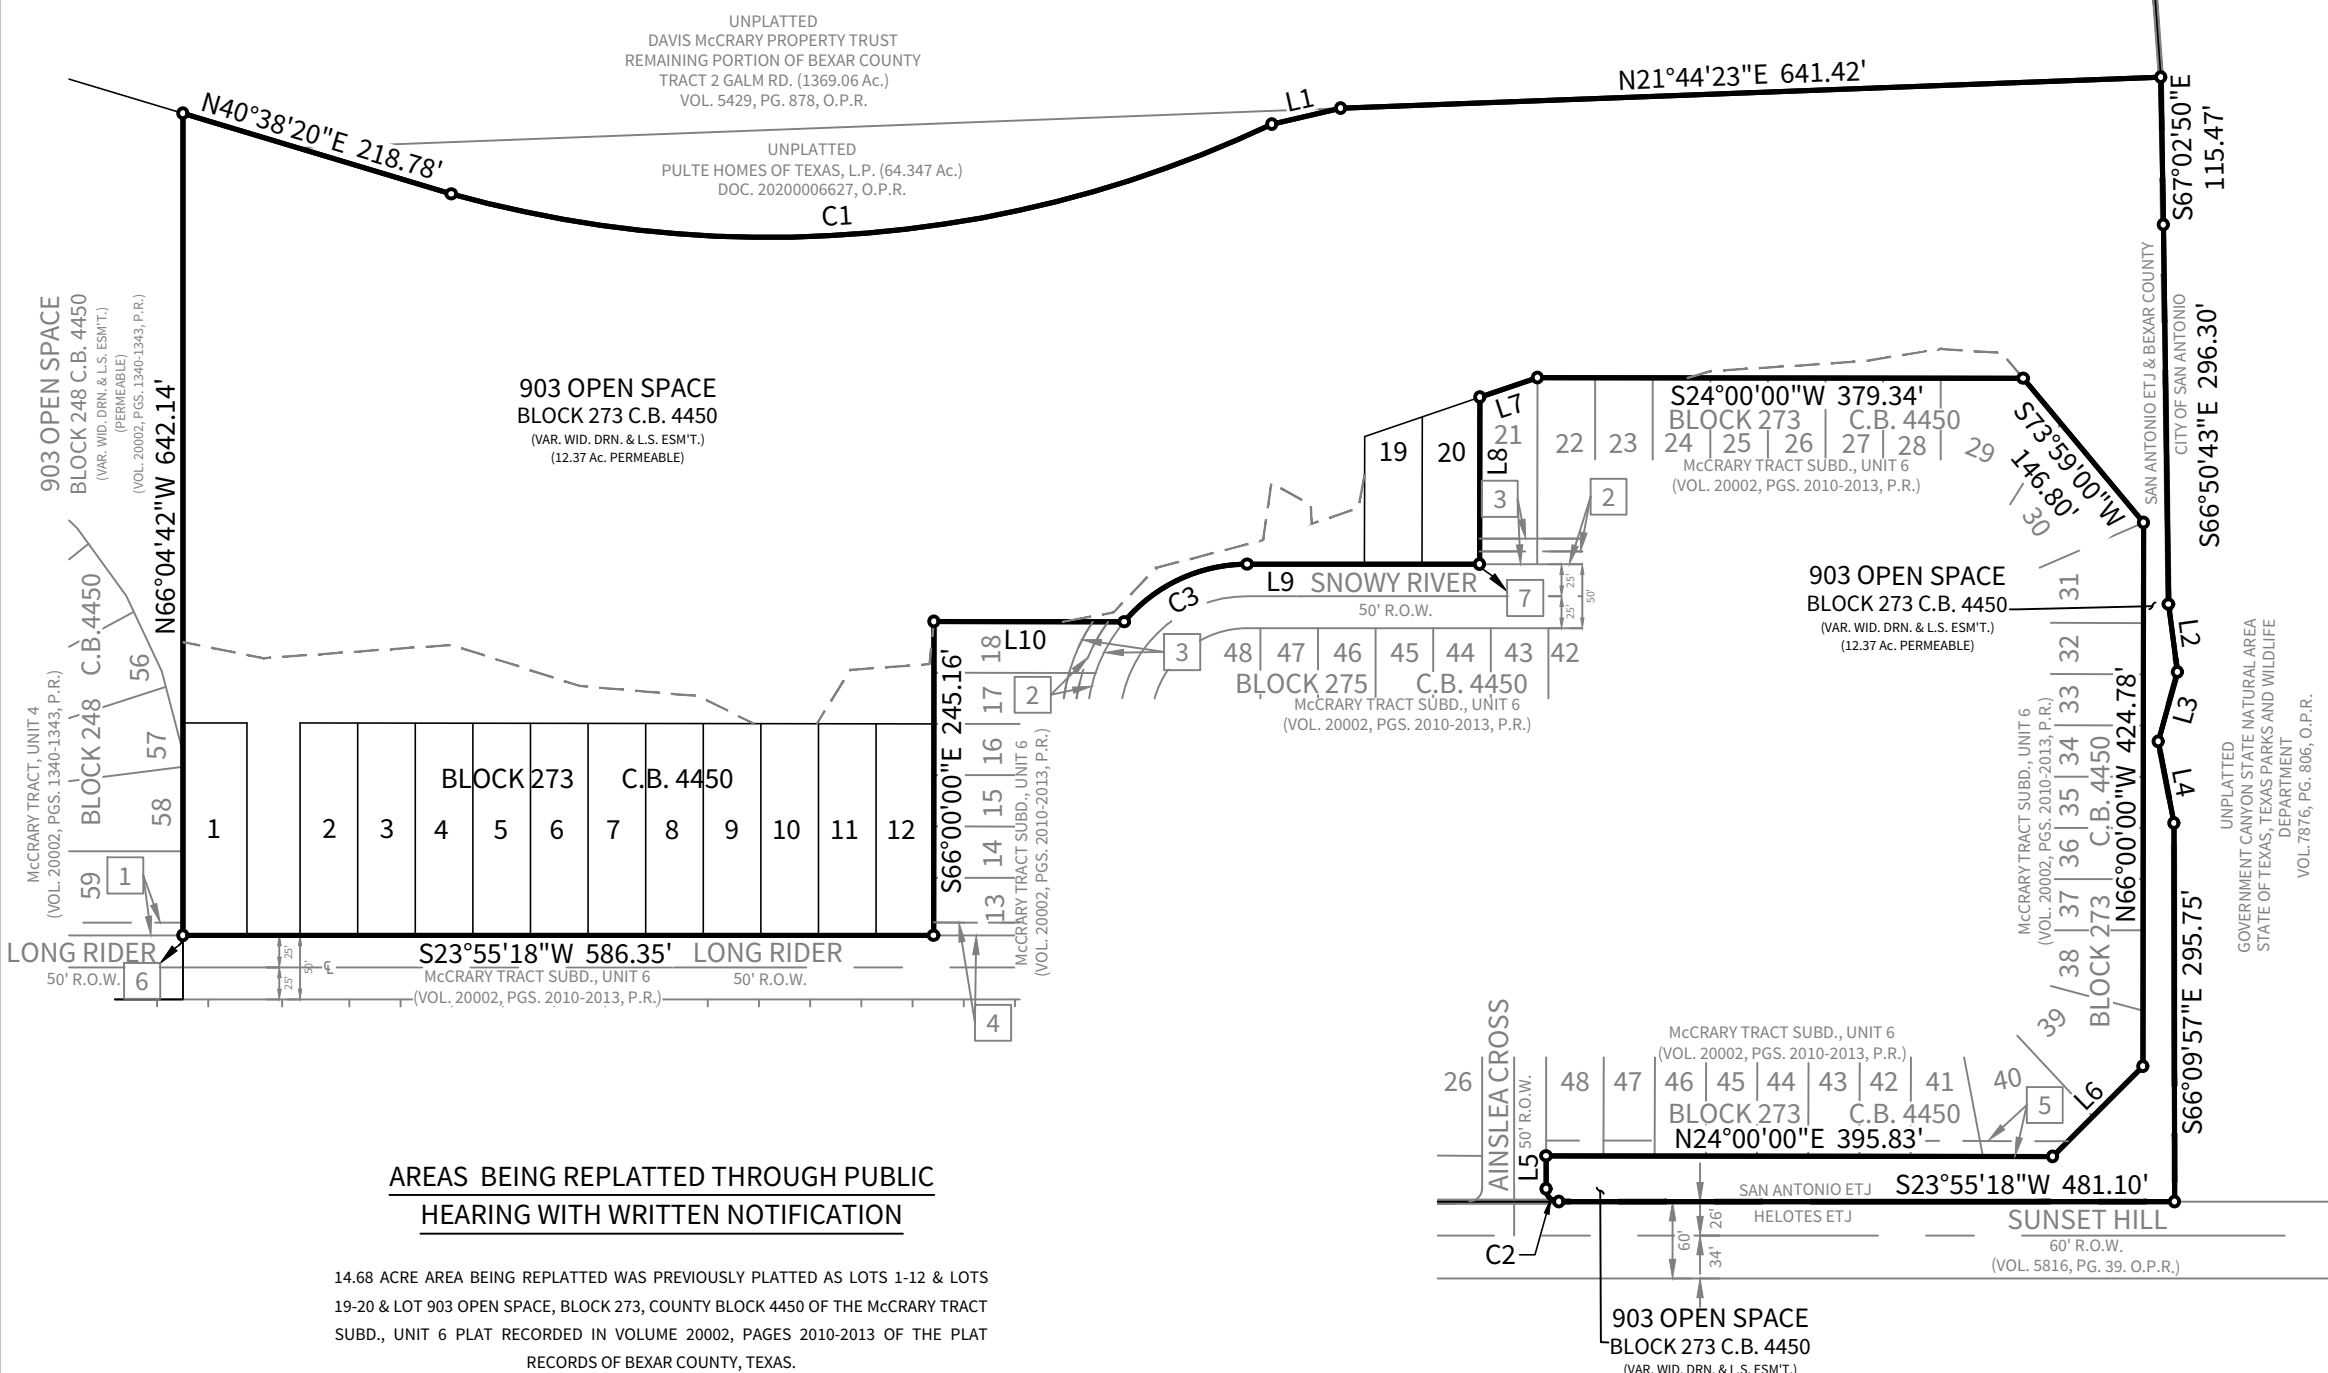 UNPLATTED
DAVIS McCRARY PROPERTY TRUST
REMAINING PORTION OF BEXAR COUNTY
TRACT 2 GALM RD. (1369.06 Ac.)
VOL. 5429, PG. 878, O.P.R.
N40°38'20"E 218.78'
L1
N21°44'23"E 641.42'
S67°02'50"E
115.47'
UNPLATTED
PULTE HOMES OF TEXAS, L.P. (64.347 Ac.)
DOC. 20200006627, O.P.R.
C1
903 OPEN SPACE
BLOCK 248 C.B. 4450
(VAR. WID. DRN. & L.S. ESM'T.)
(PERMEABLE)
(VOL. 20002, PGS. 1340-1343, P.R.)
N66°04'42"W 642.14'
903 OPEN SPACE
BLOCK 273 C.B. 4450
(VAR. WID. DRN. & L.S. ESM'T.)
(12.37 Ac. PERMEABLE)
SAN ANTONIO ETJ & BEXAR COUNTY
CITY OF SAN ANTONIO
S66°50'43"E 296.30'
L7
L8
19
20
21
S24°00'00"W 379.34'
BLOCK 273 C.B. 4450
22
23
24
25
26
27
28
29
McCRARY TRACT SUBD., UNIT 6
(VOL. 20002, PGS. 2010-2013, P.R.)
S73°59'00"W
146.80'
30
3
2
C3
L9
SNOWY RIVER
50' R.O.W.
7
25'
25'
50'
903 OPEN SPACE
BLOCK 273 C.B. 4450
(VAR. WID. DRN. & L.S. ESM'T.)
(12.37 Ac. PERMEABLE)
L2
L3
L4
L10
18
17
16
15
14
13
3
2
48
47
46
45
44
43
42
BLOCK 275 C.B. 4450
McCRARY TRACT SUBD., UNIT 6
(VOL. 20002, PGS. 2010-2013, P.R.)
McCRARY TRACT, UNIT 4
(VOL. 20002, PGS. 1340-1343, P.R.)
BLOCK 248 C.B.4450
56
57
58
59
1
BLOCK 273 C.B. 4450
1
2
3
4
5
6
7
8
9
10
11
12
S66°00'00"E 245.16'
McCRARY TRACT SUBD., UNIT 6
(VOL. 20002, PGS. 2010-2013, P.R.)
LONG RIDER
50' R.O.W.
6
25'
25'
50'
℄
S23°55'18"W 586.35'
LONG RIDER
50' R.O.W.
McCRARY TRACT SUBD., UNIT 6
(VOL. 20002, PGS. 2010-2013, P.R.)
4
McCRARY TRACT SUBD., UNIT 6
(VOL. 20002, PGS. 2010-2013, P.R.)
31
32
33
34
35
36
37
38
39
BLOCK 273 C.B. 4450
N66°00'00"W 424.78'
S66°09'57"E 295.75'
UNPLATTED
GOVERNMENT CANYON STATE NATURAL AREA
STATE OF TEXAS, TEXAS PARKS AND WILDLIFE
DEPARTMENT
VOL.7876, PG. 806, O.P.R.
McCRARY TRACT SUBD., UNIT 6
(VOL. 20002, PGS. 2010-2013, P.R.)
26
AINSLEA CROSS
50' R.O.W.
48
47
46
45
44
43
42
41
40
5
L6
BLOCK 273 C.B. 4450
N24°00'00"E 395.83'
L5
SAN ANTONIO ETJ
S23°55'18"W 481.10'
HELOTES ETJ
SUNSET HILL
60' R.O.W.
(VOL. 5816, PG. 39. O.P.R.)
C2
60'
26'
34'
903 OPEN SPACE
BLOCK 273 C.B. 4450
(VAR. WID. DRN. & L.S. ESM'T.)
AREAS BEING REPLATTED THROUGH PUBLIC
HEARING WITH WRITTEN NOTIFICATION
14.68 ACRE AREA BEING REPLATTED WAS PREVIOUSLY PLATTED AS LOTS 1-12 & LOTS
19-20 & LOT 903 OPEN SPACE, BLOCK 273, COUNTY BLOCK 4450 OF THE McCRARY TRACT
SUBD., UNIT 6 PLAT RECORDED IN VOLUME 20002, PAGES 2010-2013 OF THE PLAT
RECORDS OF BEXAR COUNTY, TEXAS.